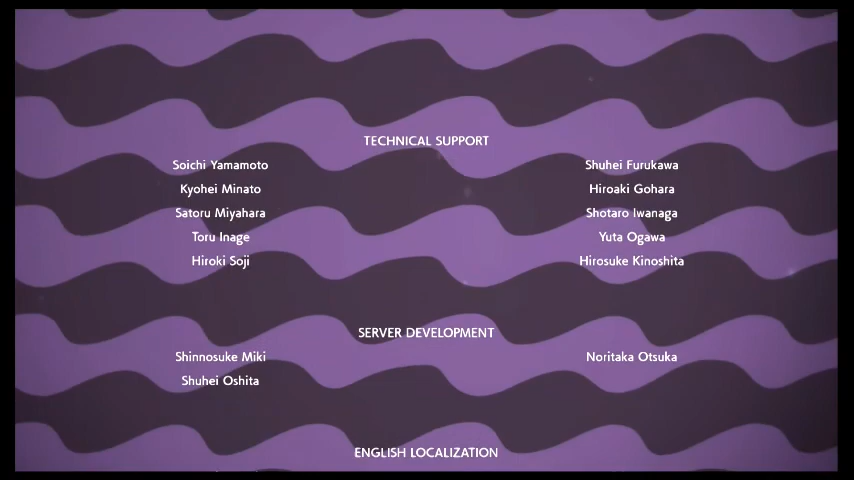 TECHNICAL SUPPORT
Soichi Yamamoto Shuhei Furukawa
Kyohei Minato Hiroaki Gohara
Satoru Miyahara Shotaro Iwanaga
Toru Inage Yuta Ogawa
Hiroki Soji Hirosuke Kinoshita
SERVER DEVELOPMENT
Shinnosuke Miki Noritaka Otsuka
Shuhei Oshita
ENGLISH LOCALIZATION